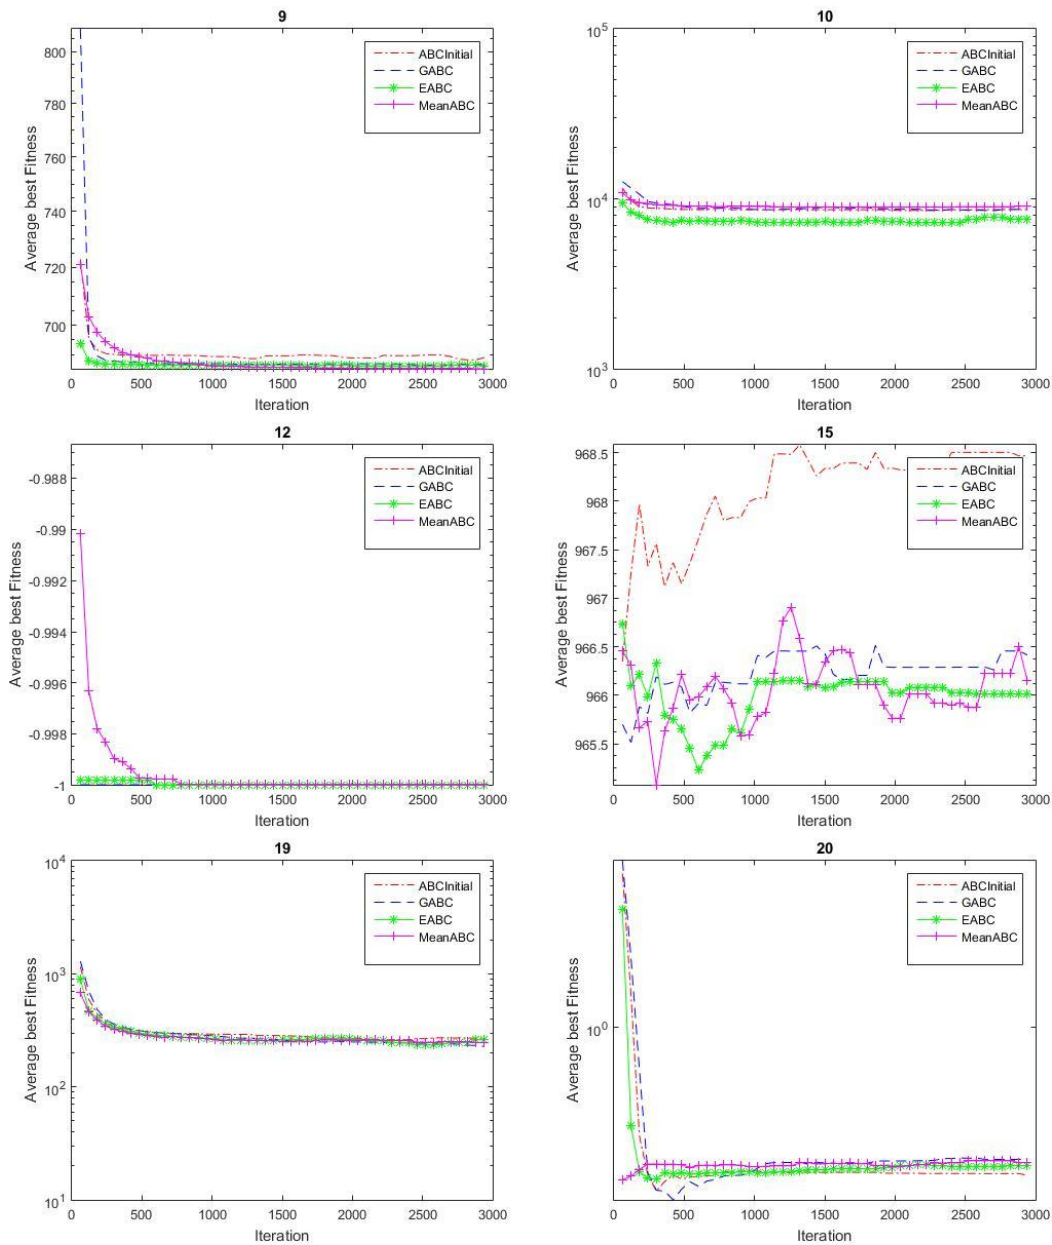 9
800
780
760
740
720
700
Average best Fitness
0
500
1000
1500
2000
2500
3000
Iteration
ABCInitial
GABC
EABC
MeanABC
10
10^5
10^4
10^3
Average best Fitness
0
500
1000
1500
2000
2500
3000
Iteration
ABCInitial
GABC
EABC
MeanABC
12
-0.988
-0.99
-0.992
-0.994
-0.996
-0.998
-1
Average best Fitness
0
500
1000
1500
2000
2500
3000
Iteration
ABCInitial
GABC
EABC
MeanABC
15
968.5
968
967.5
967
966.5
966
965.5
Average best Fitness
0
500
1000
1500
2000
2500
3000
Iteration
ABCInitial
GABC
EABC
MeanABC
19
10^4
10^3
10^2
10^1
Average best Fitness
0
500
1000
1500
2000
2500
3000
Iteration
ABCInitial
GABC
EABC
MeanABC
20
10^0
Average best Fitness
0
500
1000
1500
2000
2500
3000
Iteration
ABCInitial
GABC
EABC
MeanABC